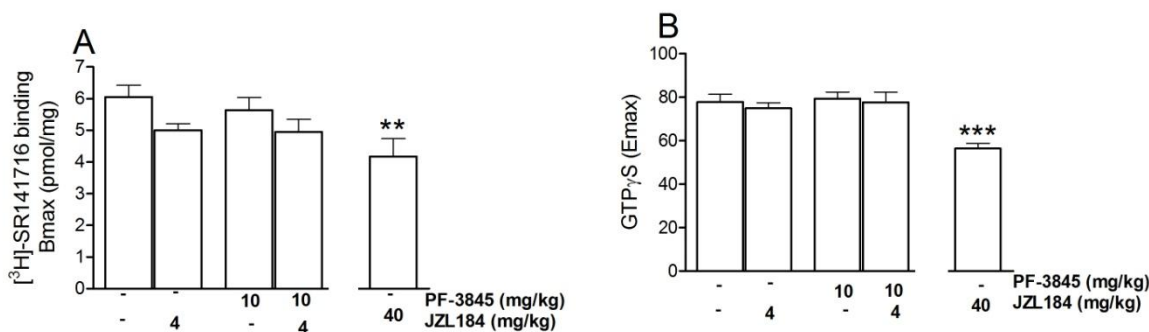 A
[³H]-SR141716 binding
Bmax (pmol/mg)
7
6
5
4
3
2
1
0
**
- - 10 10 - PF-3845 (mg/kg)
- 4 - 4 40 JZL184 (mg/kg)
B
GTPγS (Emax)
100
80
60
40
20
0
***
- - 10 10 - PF-3845 (mg/kg)
- 4 - 4 40 JZL184 (mg/kg)